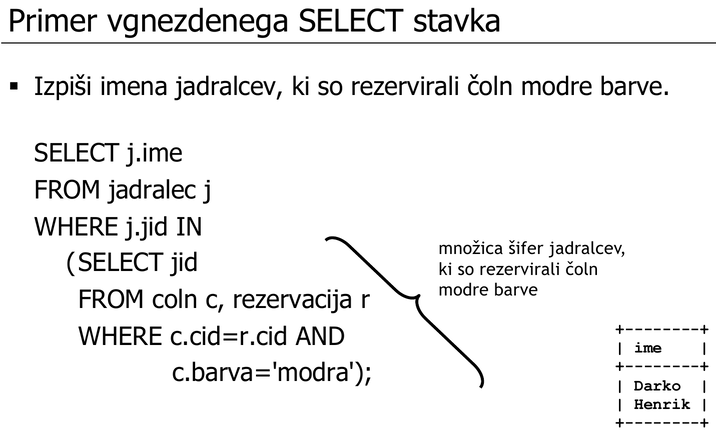 Primer vgnezdenega SELECT stavka
▪ Izpiši imena jadralcev, ki so rezervirali čoln modre barve.
SELECT j.ime
FROM jadralec j
WHERE j.jid IN
(SELECT jid
FROM coln c, rezervacija r
WHERE c.cid=r.cid AND
c.barva='modra');
množica šifer jadralcev,
ki so rezervirali čoln
modre barve
+--------+
| ime    |
+--------+
| Darko  |
| Henrik |
+--------+